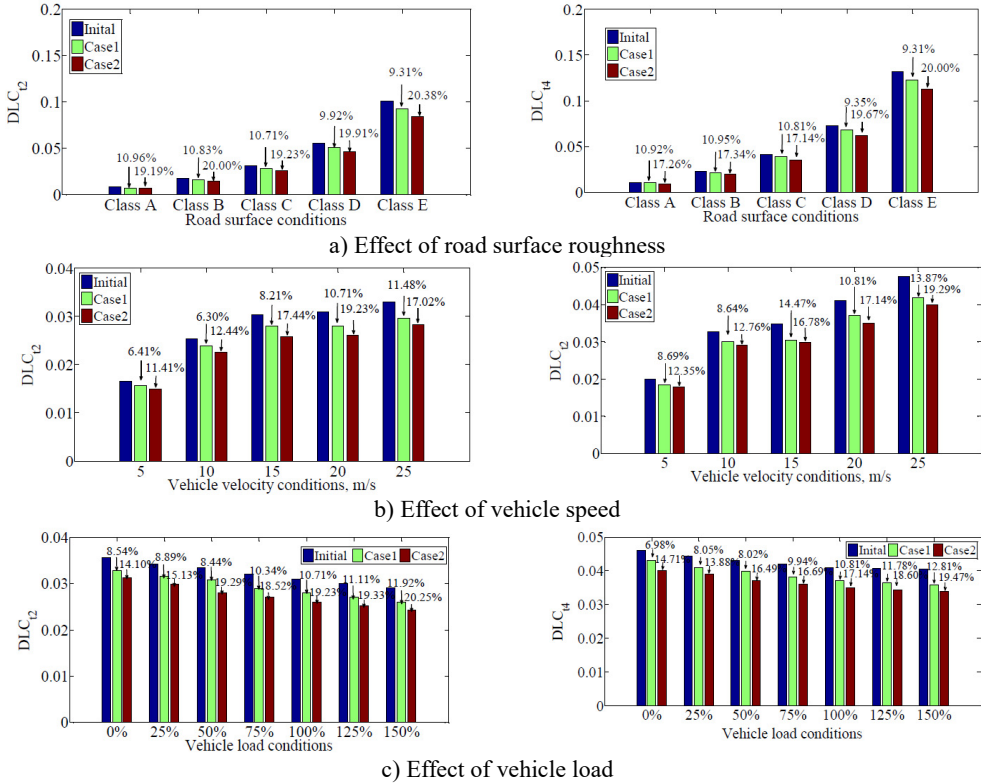 0.2
0.15
0.1
0.05
0
DLCt2
Inital
Case1
Case2
10.96%
19.19%
10.83%
20.00%
10.71%
19.23%
9.92%
19.91%
9.31%
20.38%
Class A Class B Class C Class D Class E
Road surface conditions
0.2
0.15
0.1
0.05
0
DLCt4
Inital
Case1
Case2
10.92%
17.26%
10.95%
17.34%
10.81%
17.14%
9.35%
19.67%
9.31%
20.00%
Class A Class B Class C Class D Class E
Road surface conditions
a) Effect of road surface roughness
0.04
0.03
0.02
0.01
0
DLCt2
Initial
Case1
Case2
6.41%
11.41%
6.30%
12.44%
8.21%
17.44%
10.71%
19.23%
11.48%
17.02%
5 10 15 20 25
Vehicle velocity conditions, m/s
0.05
0.04
0.03
0.02
0.01
0
DLCt2
Initial
Case1
Case2
8.69%
12.35%
8.64%
12.76%
14.47%
16.78%
10.81%
17.14%
13.87%
19.29%
5 10 15 20 25
Vehicle velocity conditions, m/s
b) Effect of vehicle speed
0.04
0.03
0.02
0.01
0
DLCt2
Initial Case1 Case2
8.54%
14.10%
8.89%
15.13%
8.44%
19.29%
10.34%
18.52%
10.71%
19.23%
11.11%
19.33%
11.92%
20.25%
0% 25% 50% 75% 100% 125% 150%
Vehicle load conditions
0.05
0.04
0.03
0.02
0.01
0
DLCt4
Inital Case1 Case2
6.98%
14.71%
8.05%
13.88%
8.02%
16.49%
9.94%
16.69%
10.81%
17.14%
11.78%
18.60%
12.81%
19.47%
0% 25% 50% 75% 100% 125% 150%
Vehicle load conditions
c) Effect of vehicle load